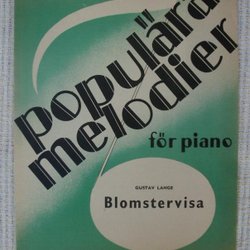 populära
melodier
för piano
GUSTAV LANGE
Blomstervisa